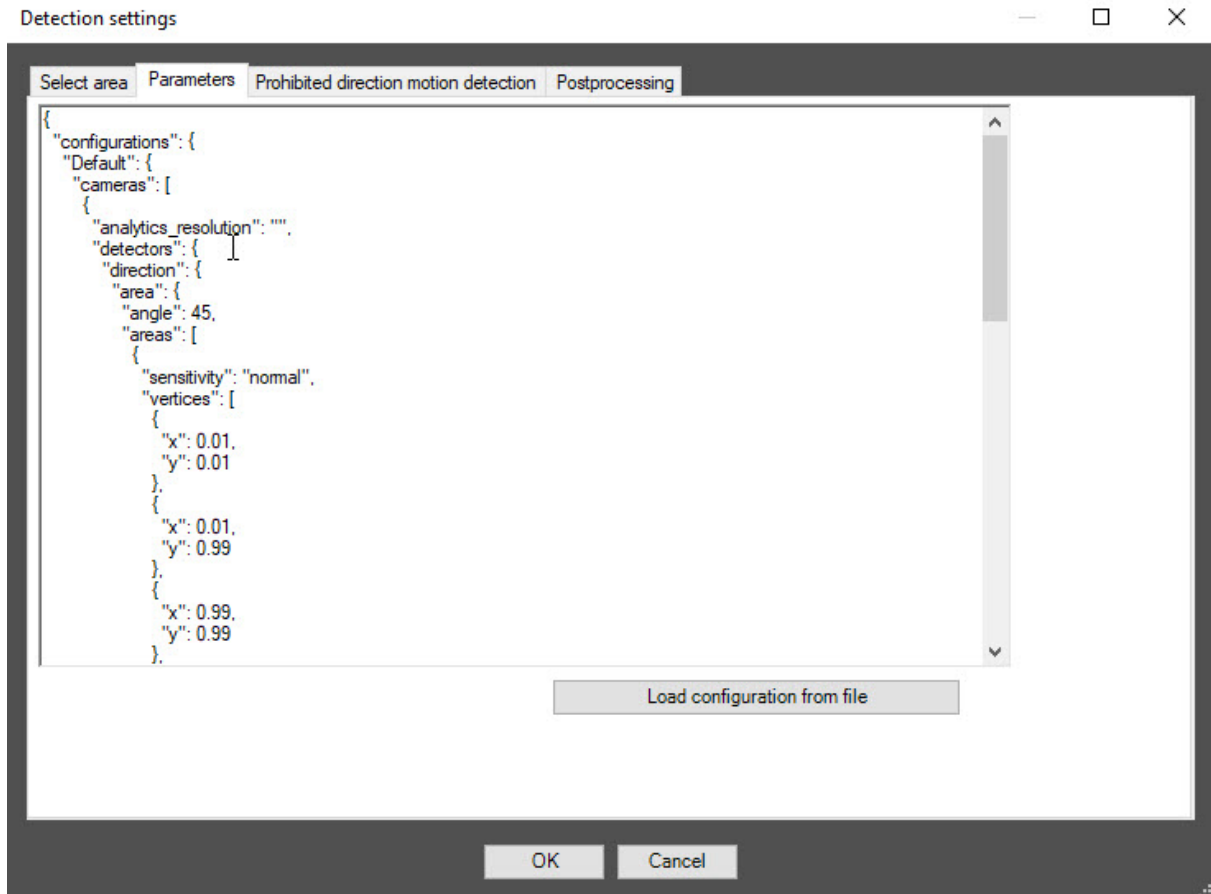 Detection settings
Select area Parameters Prohibited direction motion detection Postprocessing
{
"configurations": {
"Default": {
"cameras": [
{
"analytics_resolution": "",
"detectors": {
"direction": {
"area": {
"angle": 45,
"areas": [
{
"sensitivity": "normal",
"vertices": [
{
"x": 0.01,
"y": 0.01
},
{
"x": 0.01,
"y": 0.99
},
{
"x": 0.99,
"y": 0.99
},
Load configuration from file
OK Cancel